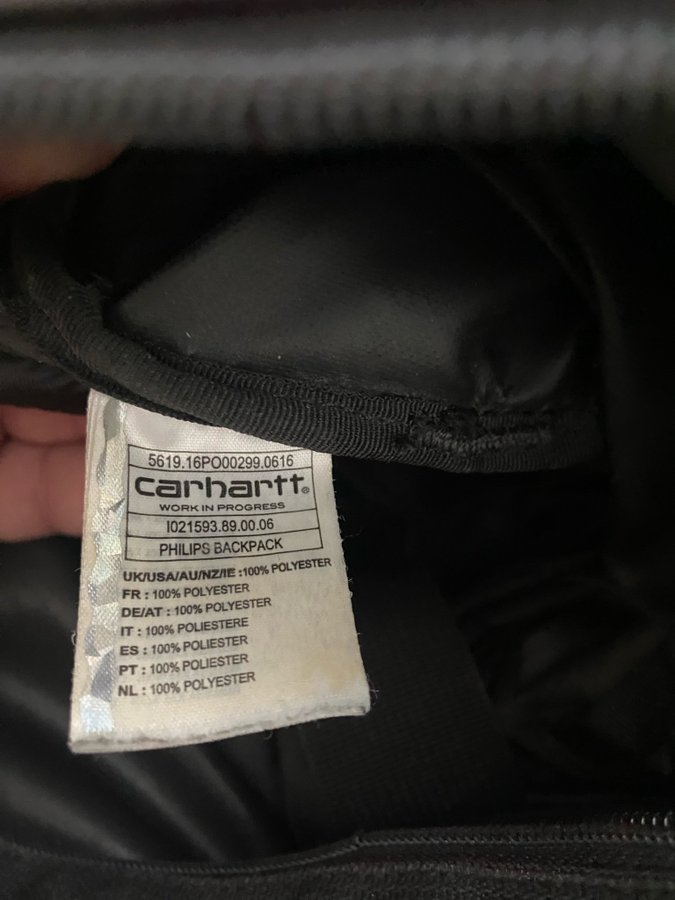 5619.16PO00299.0616
carhartt®
WORK IN PROGRESS
I021593.89.00.06
PHILIPS BACKPACK
UK/USA/AU/NZ/IE :100% POLYESTER
FR : 100% POLYESTER
DE/AT : 100% POLYESTER
IT : 100% POLIESTERE
ES : 100% POLIESTER
PT : 100% POLIESTER
NL : 100% POLYESTER